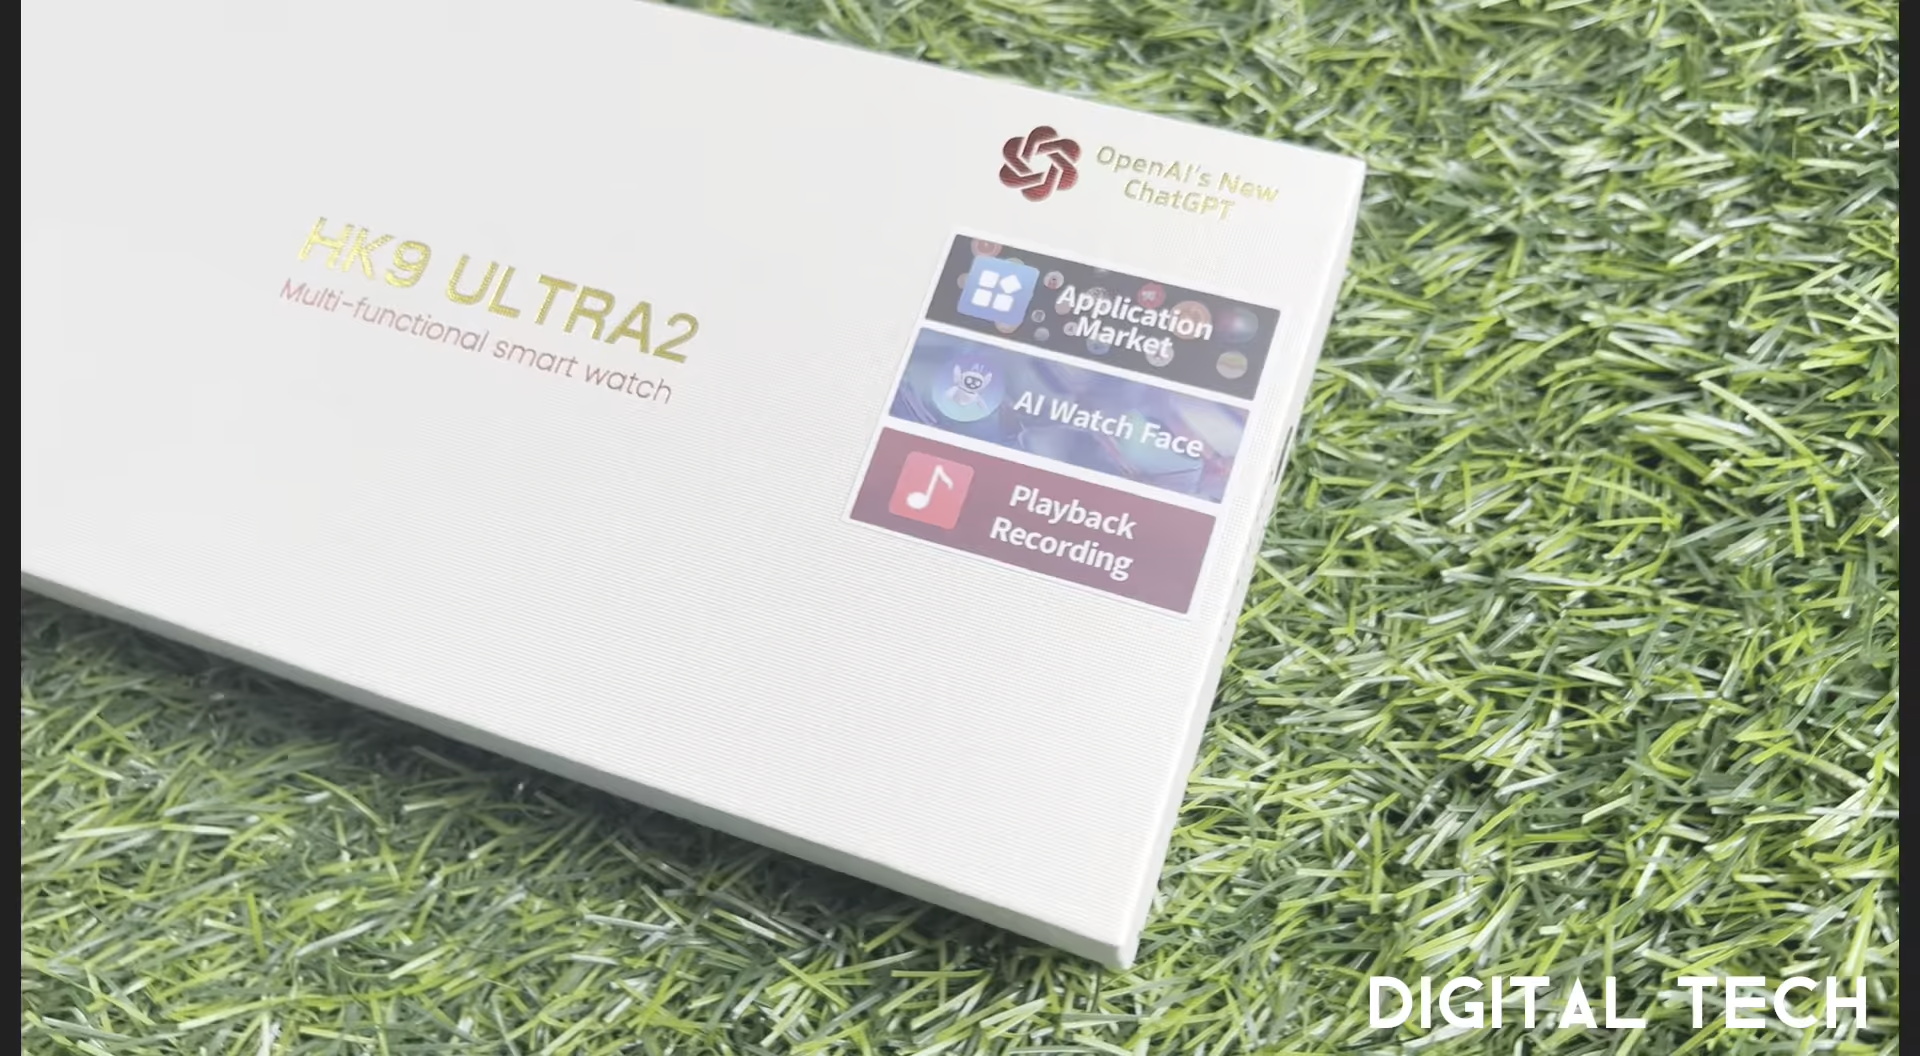 OpenAI's New
ChatGPT
HK9 ULTRA2
Multi-functional smart watch
Application
Market
AI Watch Face
Playback
Recording
DIGITAL TECH